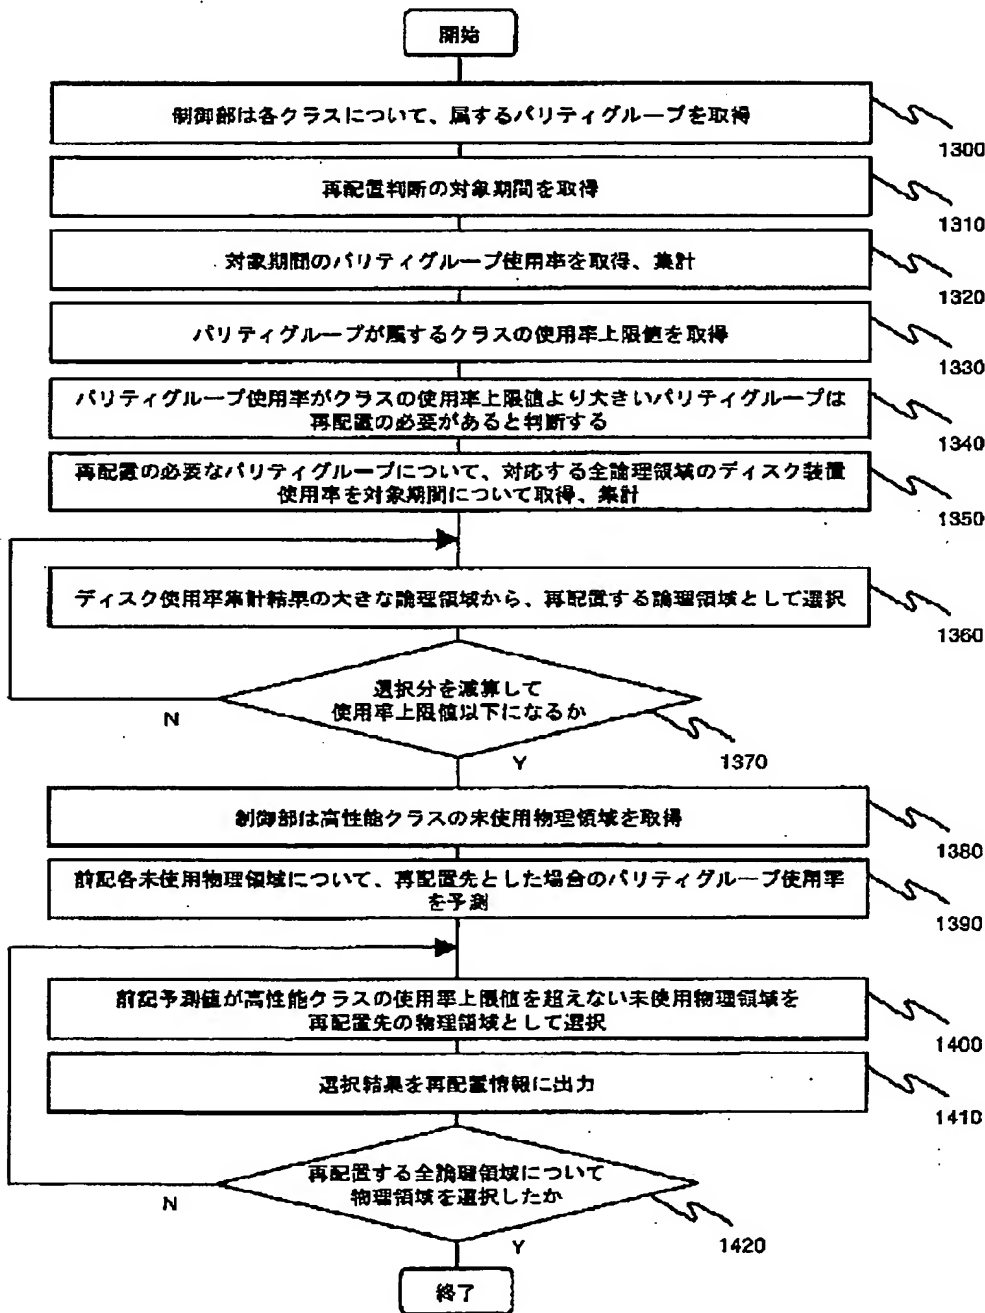 開始
制御部は各クラスについて、属するパリティグループを取得
1300
再配置判断の対象期間を取得
1310
対象期間のパリティグループ使用率を取得、集計
1320
パリティグループが属するクラスの使用率上限値を取得
1330
パリティグループ使用率がクラスの使用率上限値より大きいパリティグループは
再配置の必要があると判断する
1340
再配置の必要なパリティグループについて、対応する全論理領域のディスク装置
使用率を対象期間について取得、集計
1350
ディスク使用率集計結果の大きな論理領域から、再配置する論理領域として選択
1360
選択分を減算して
使用率上限値以下になるか
N
1370
Y
制御部は高性能クラスの未使用物理領域を取得
1380
前記各未使用物理領域について、再配置先とした場合のパリティグループ使用率
を予測
1390
前記予測値が高性能クラスの使用率上限値を超えない未使用物理領域を
再配置先の物理領域として選択
1400
選択結果を再配置情報に出力
1410
再配置する全論理領域について
物理領域を選択したか
N
1420
Y
終了